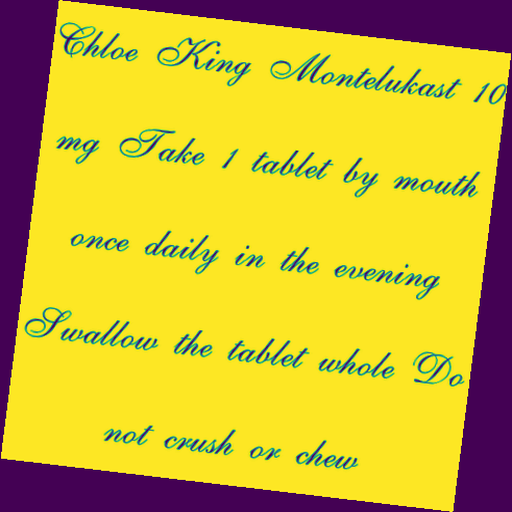 Chloe King Montelukast 10
mg Take 1 tablet by mouth
once daily in the evening
Swallow the tablet whole Do
not crush or chew